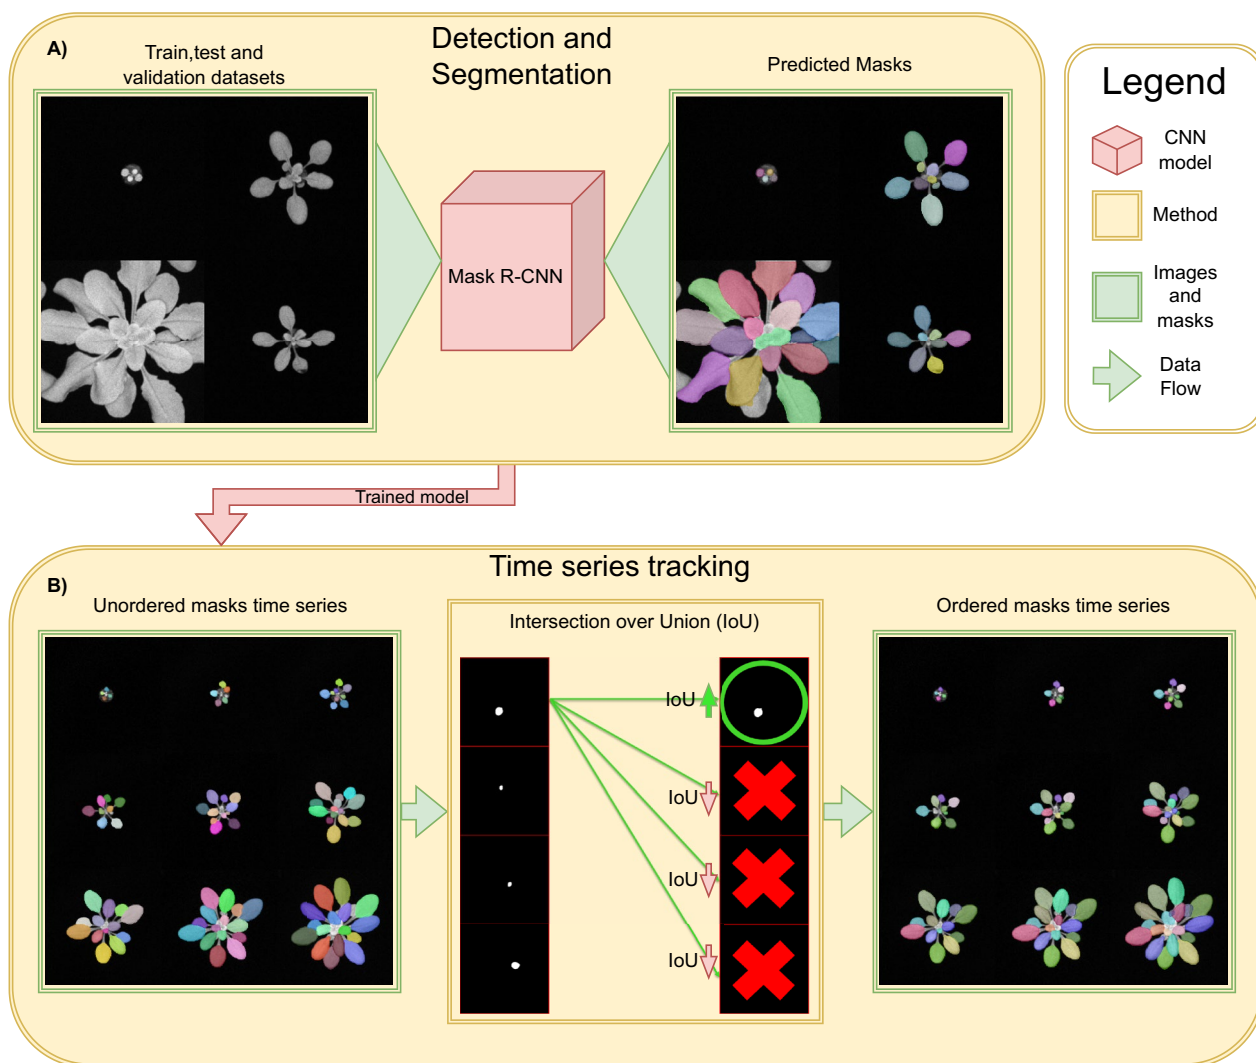 A)
Train,test and
validation datasets
Detection and
Segmentation
Predicted Masks
Mask R-CNN
Legend
CNN
model
Method
Images
and
masks
Data
Flow
Trained model
B)
Time series tracking
Unordered masks time series
Intersection over Union (IoU)
Ordered masks time series
IoU
IoU
IoU
IoU